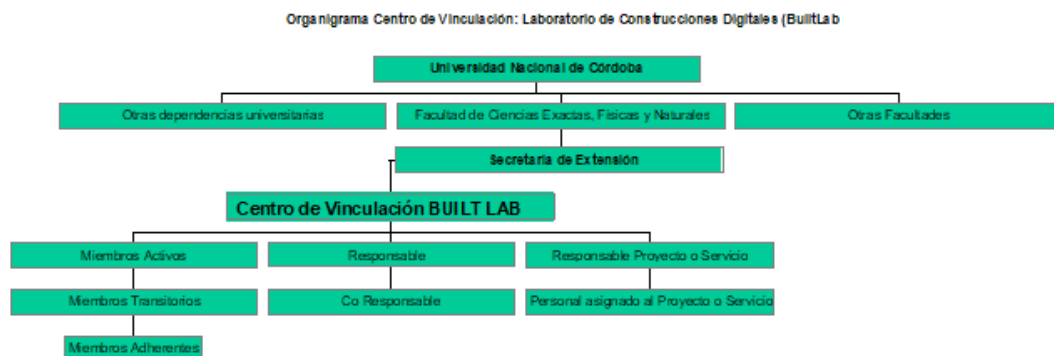 Organigrama Centro de Vinculación: Laboratorio de Construcciones Digitales (BuiltLab
Universidad Nacional de Córdoba
Otras dependencias universitarias
Facultad de Ciencias Exactas, Físicas y Naturales
Otras Facultades
Secretaria de Extensión
Centro de Vinculación BUILT LAB
Miembros Activos
Responsable
Responsable Proyecto o Servicio
Miembros Transitorios
Co Responsable
Personal asignado al Proyecto o Servicio
Miembros Adherentes